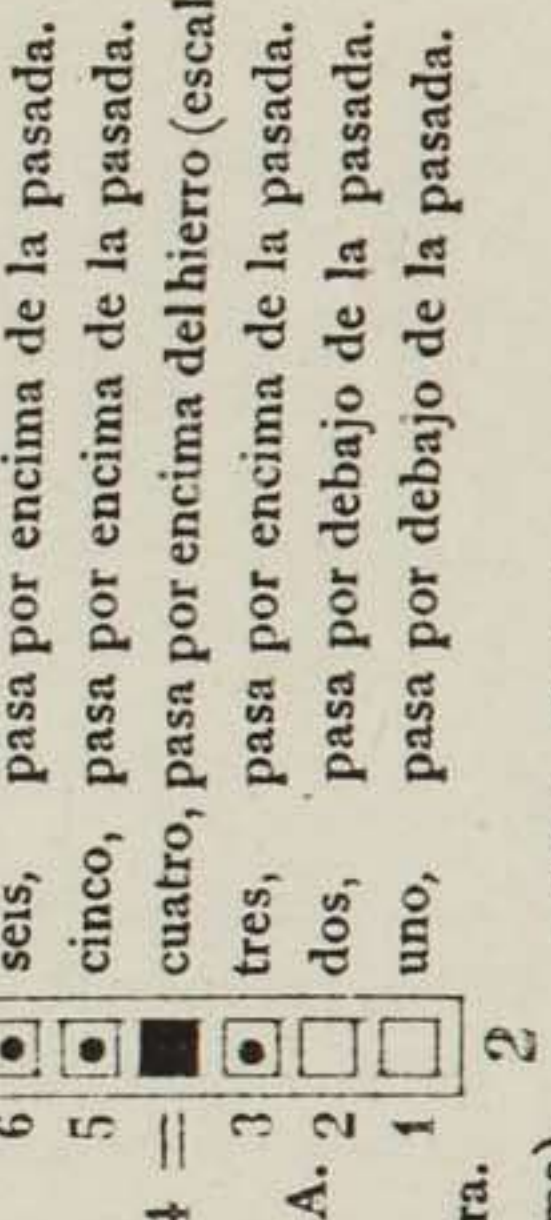 6 seis, pasa por encima de la pasada.
5 cinco, pasa por encima de la pasada.
4 = cuatro, pasa por encima del hierro (escal
3 tres, pasa por encima de la pasada.
A. 2 dos, pasa por debajo de la pasada.
1 uno, pasa por debajo de la pasada.
ra. 2